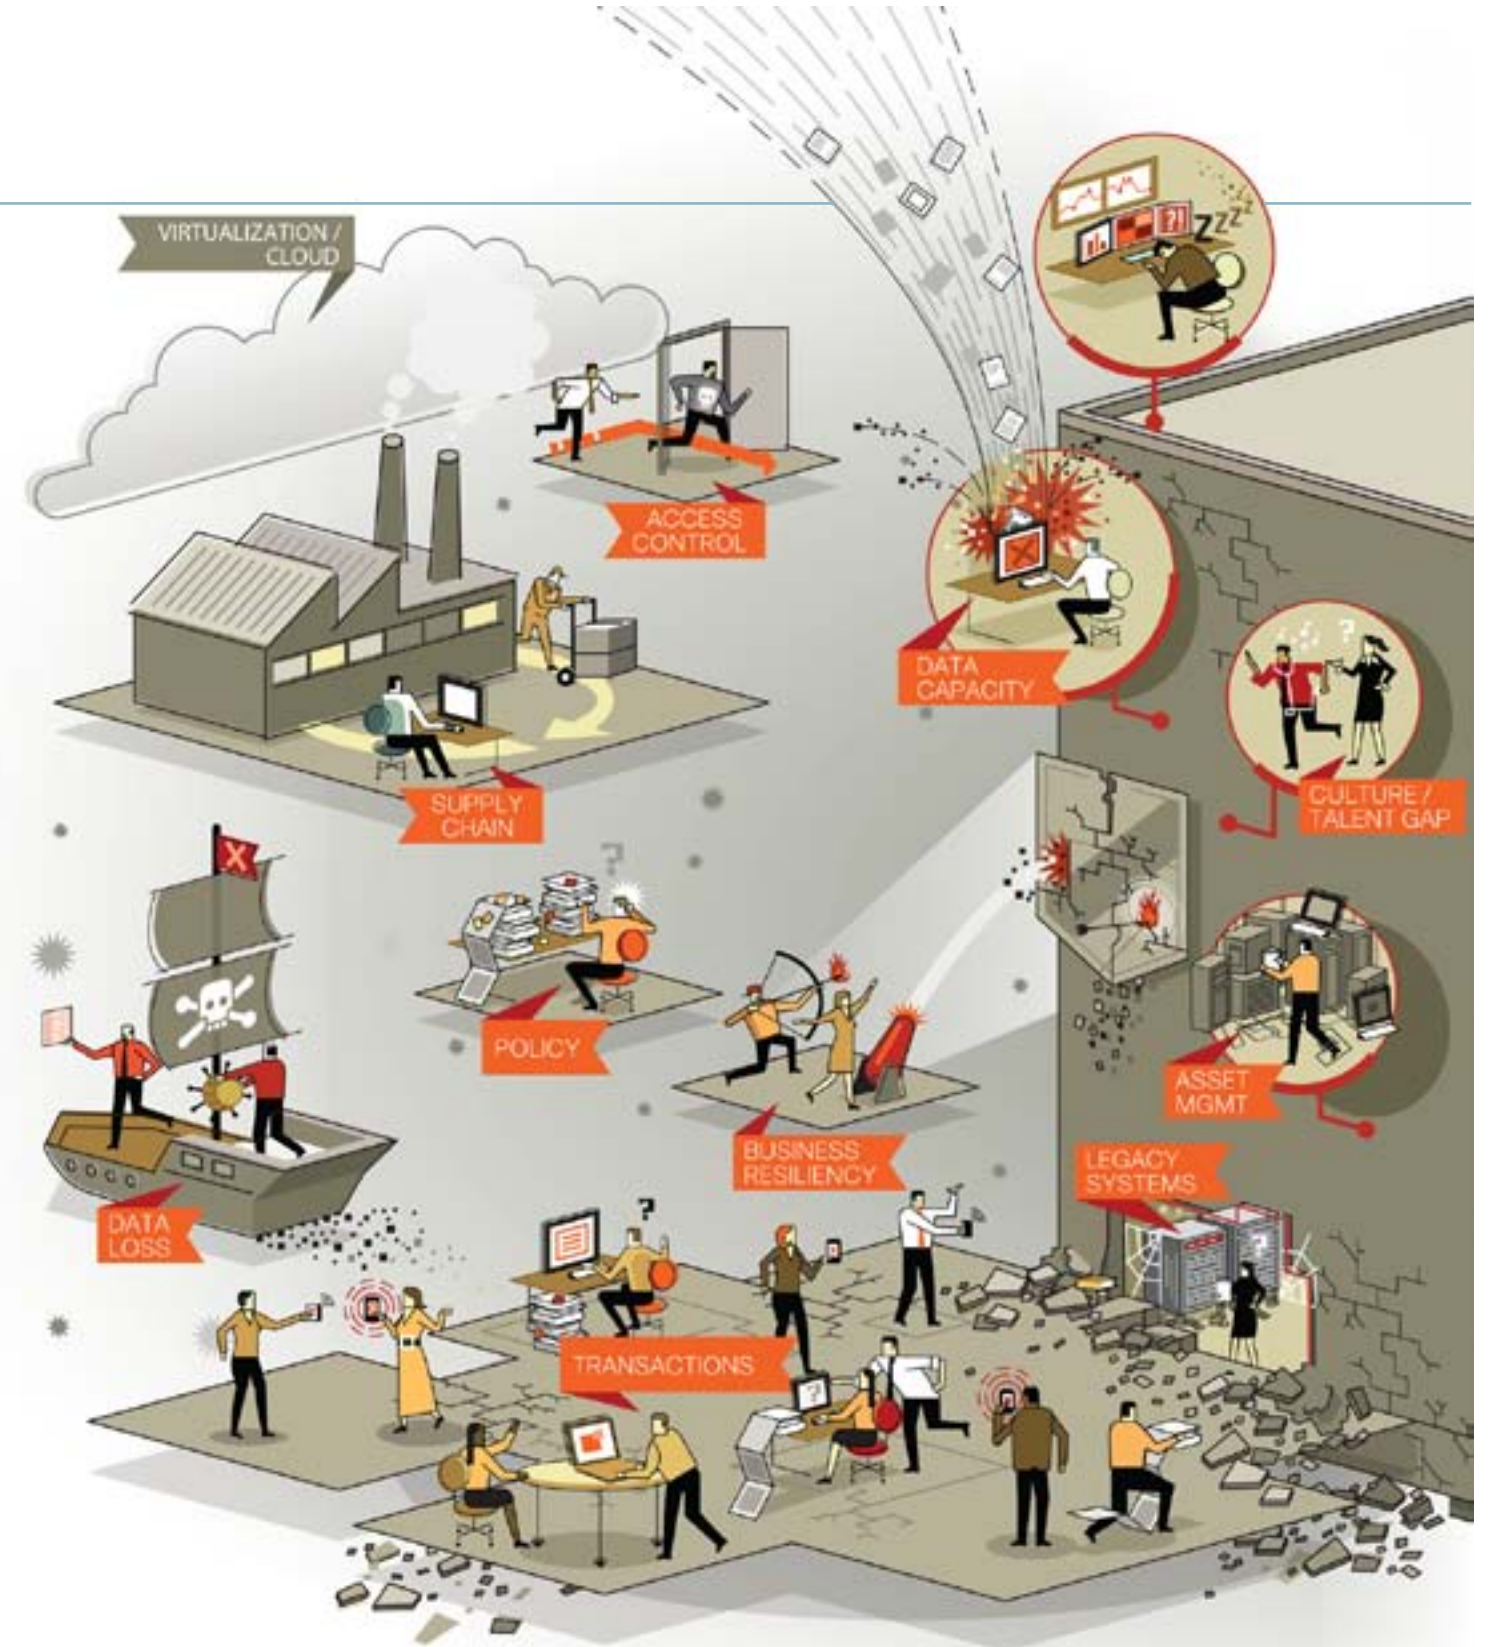 VIRTUALIZATION /
CLOUD
ZZZZ
?!
ACCESS
CONTROL
DATA
CAPACITY
?
CULTURE /
TALENT GAP
SUPPLY
CHAIN
X
?
POLICY
ASSET
MGMT
BUSINESS
RESILIENCY
LEGACY
SYSTEMS
DATA
LOSS
?
?
TRANSACTIONS
?